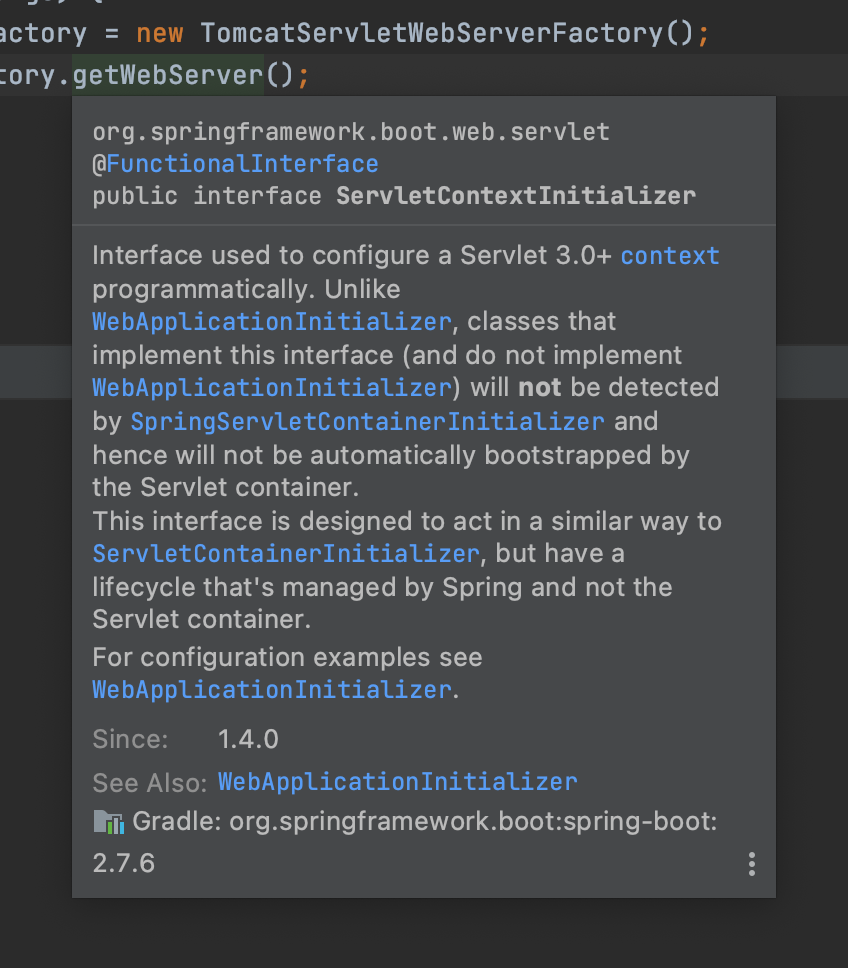 actory = new TomcatServletWebServerFactory();
tory.getWebServer();
org.springframework.boot.web.servlet
@FunctionalInterface
public interface ServletContextInitializer
Interface used to configure a Servlet 3.0+ context
programmatically. Unlike
WebApplicationInitializer, classes that
implement this interface (and do not implement
WebApplicationInitializer) will not be detected
by SpringServletContainerInitializer and
hence will not be automatically bootstrapped by
the Servlet container.
This interface is designed to act in a similar way to
ServletContainerInitializer, but have a
lifecycle that's managed by Spring and not the
Servlet container.
For configuration examples see
WebApplicationInitializer.
Since: 1.4.0
See Also: WebApplicationInitializer
Gradle: org.springframework.boot:spring-boot:
2.7.6